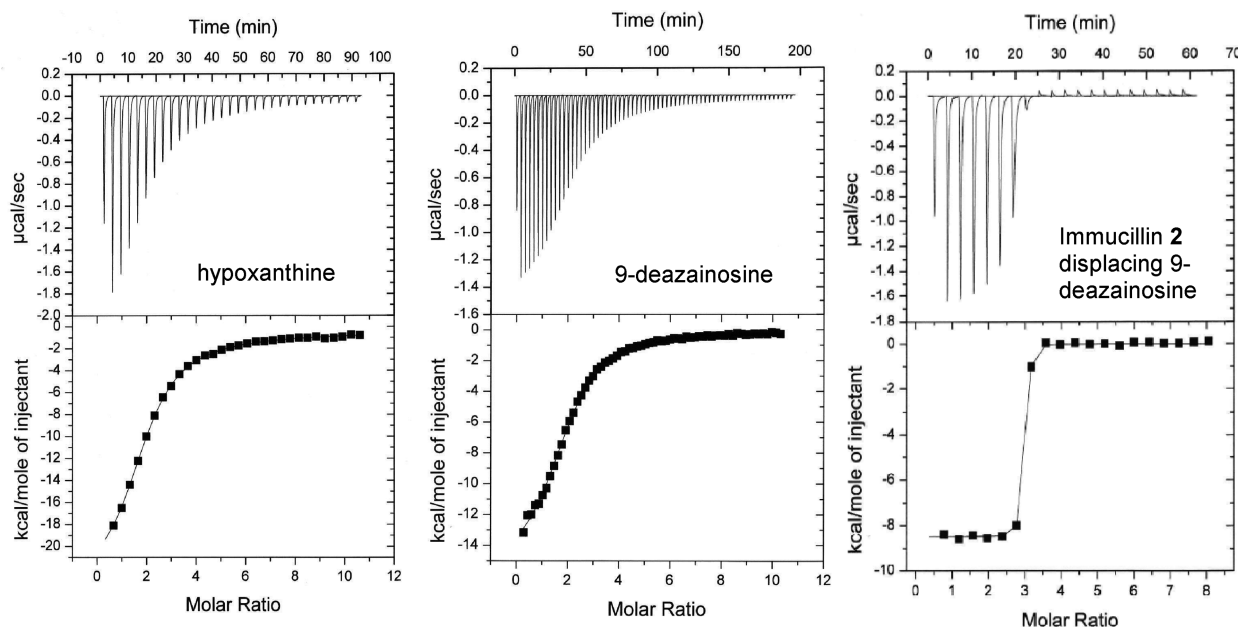 Time (min)
-10 0 10 20 30 40 50 60 70 80 90 100
0.2
0.0
-0.2
-0.4
-0.6
-0.8
-1.0
-1.2
-1.4
-1.6
-1.8
-2.0
µcal/sec
hypoxanthine
0
-2
-4
-6
-8
-10
-12
-14
-16
-18
-20
kcal/mole of injectant
0 2 4 6 8 10 12
Molar Ratio
Time (min)
0 50 100 150 200
0.2
0.0
-0.2
-0.4
-0.6
-0.8
-1.0
-1.2
-1.4
-1.6
µcal/sec
9-deazainosine
0
-2
-4
-6
-8
-10
-12
-14
kcal/mole of injectant
0 2 4 6 8 10 12
Molar Ratio
Time (min)
0 10 20 30 40 50 60 70
0.2
0.0
-0.2
-0.4
-0.6
-0.8
-1.0
-1.2
-1.4
-1.6
-1.8
µcal/sec
Immucillin 2
displacing 9-
deazainosine
0
-2
-4
-6
-8
-10
kcal/mole of injectant
0 1 2 3 4 5 6 7 8
Molar Ratio